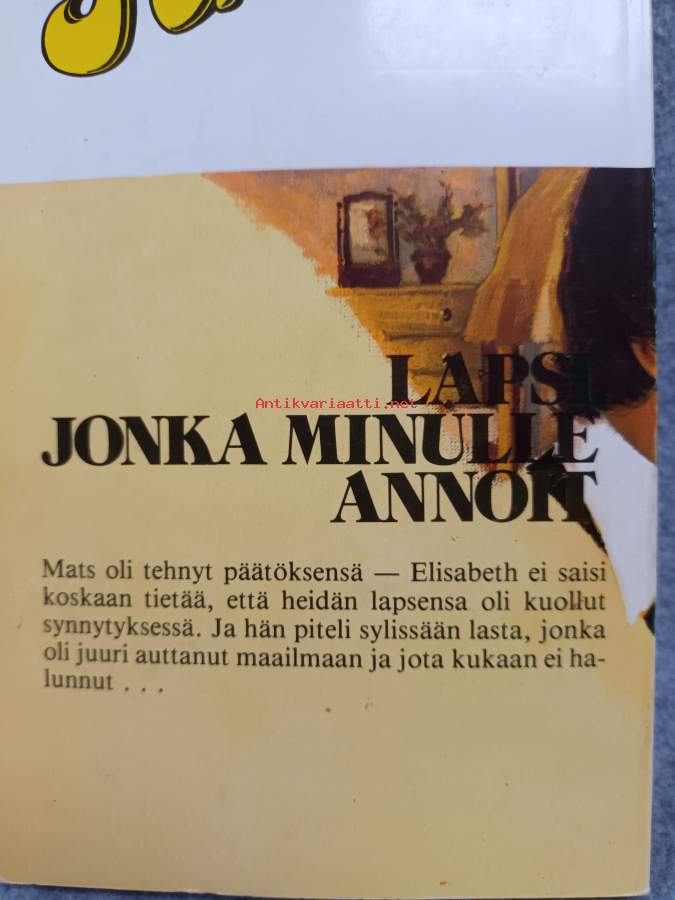 LAPSI,
Antikvariaatti.net
JONKA MINULLE
ANNOIT
Mats oli tehnyt päätöksensä — Elisabeth ei saisi
koskaan tietää, että heidän lapsensa oli kuollut
synnytyksessä. Ja hän piteli sylissään lasta, jonka
oli juuri auttanut maailmaan ja jota kukaan ei ha-
lunnut . . .